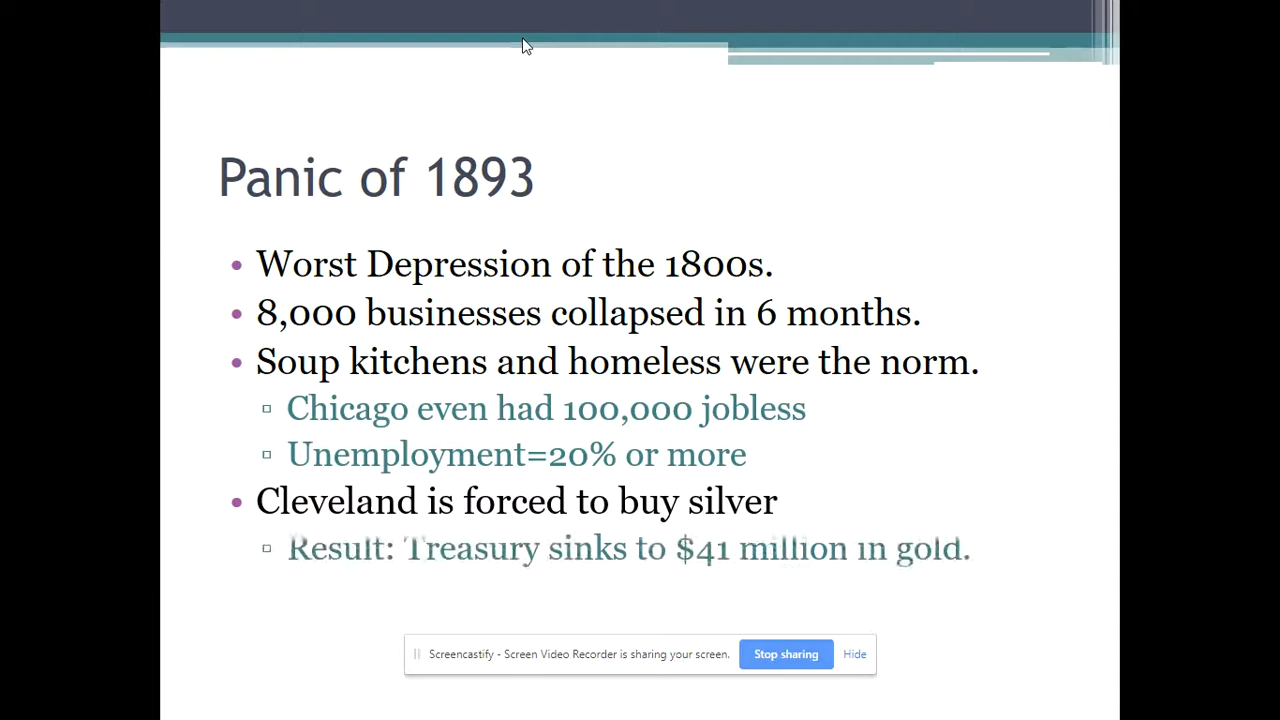 Panic of 1893
• Worst Depression of the 1800s.
• 8,000 businesses collapsed in 6 months.
• Soup kitchens and homeless were the norm.
▫ Chicago even had 100,000 jobless
▫ Unemployment=20% or more
• Cleveland is forced to buy silver
▫ Result: Treasury sinks to $41 million in gold.
Screencastify - Screen Video Recorder is sharing your screen. Stop sharing Hide